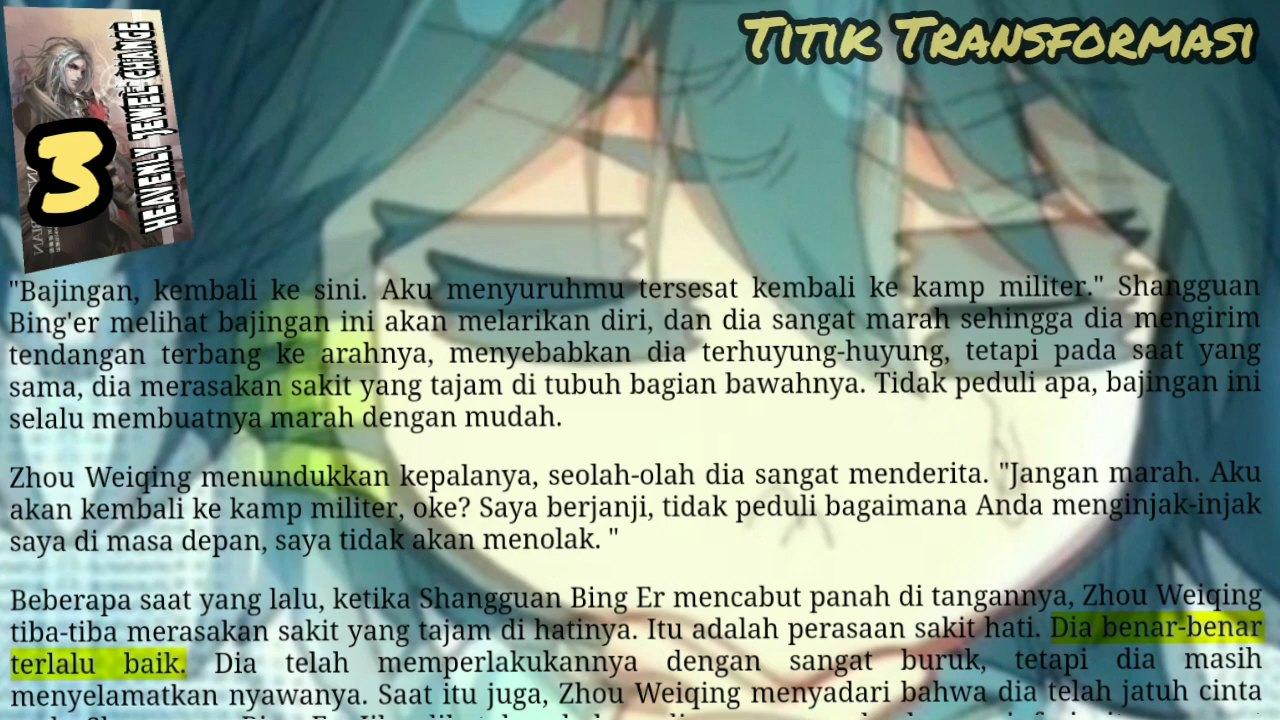 Titik Transformasi
HEAVENLY JEWEL CHANGE
3
"Bajingan, kembali ke sini. Aku menyuruhmu tersesat kembali ke kamp militer." Shangguan
Bing'er melihat bajingan ini akan melarikan diri, dan dia sangat marah sehingga dia mengirim
tendangan terbang ke arahnya, menyebabkan dia terhuyung-huyung, tetapi pada saat yang
sama, dia merasakan sakit yang tajam di tubuh bagian bawahnya. Tidak peduli apa, bajingan ini
selalu membuatnya marah dengan mudah.
Zhou Weiqing menundukkan kepalanya, seolah-olah dia sangat menderita. "Jangan marah. Aku
akan kembali ke kamp militer, oke? Saya berjanji, tidak peduli bagaimana Anda menginjak-injak
saya di masa depan, saya tidak akan menolak. "
Beberapa saat yang lalu, ketika Shangguan Bing Er mencabut panah di tangannya, Zhou Weiqing
tiba-tiba merasakan sakit yang tajam di hatinya. Itu adalah perasaan sakit hati. Dia benar-benar
terlalu baik. Dia telah memperlakukannya dengan sangat buruk, tetapi dia masih
menyelamatkan nyawanya. Saat itu juga, Zhou Weiqing menyadari bahwa dia telah jatuh cinta